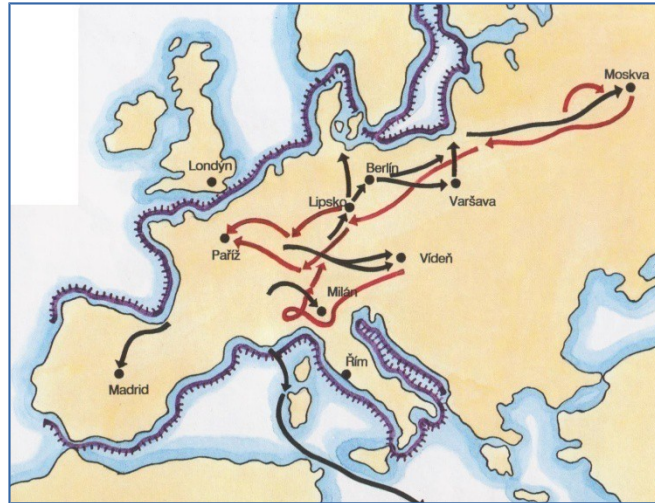 Moskva
Londýn
Berlín
Lipsko
Varšava
Paříž
Vídeň
Milán
Řím
Madrid